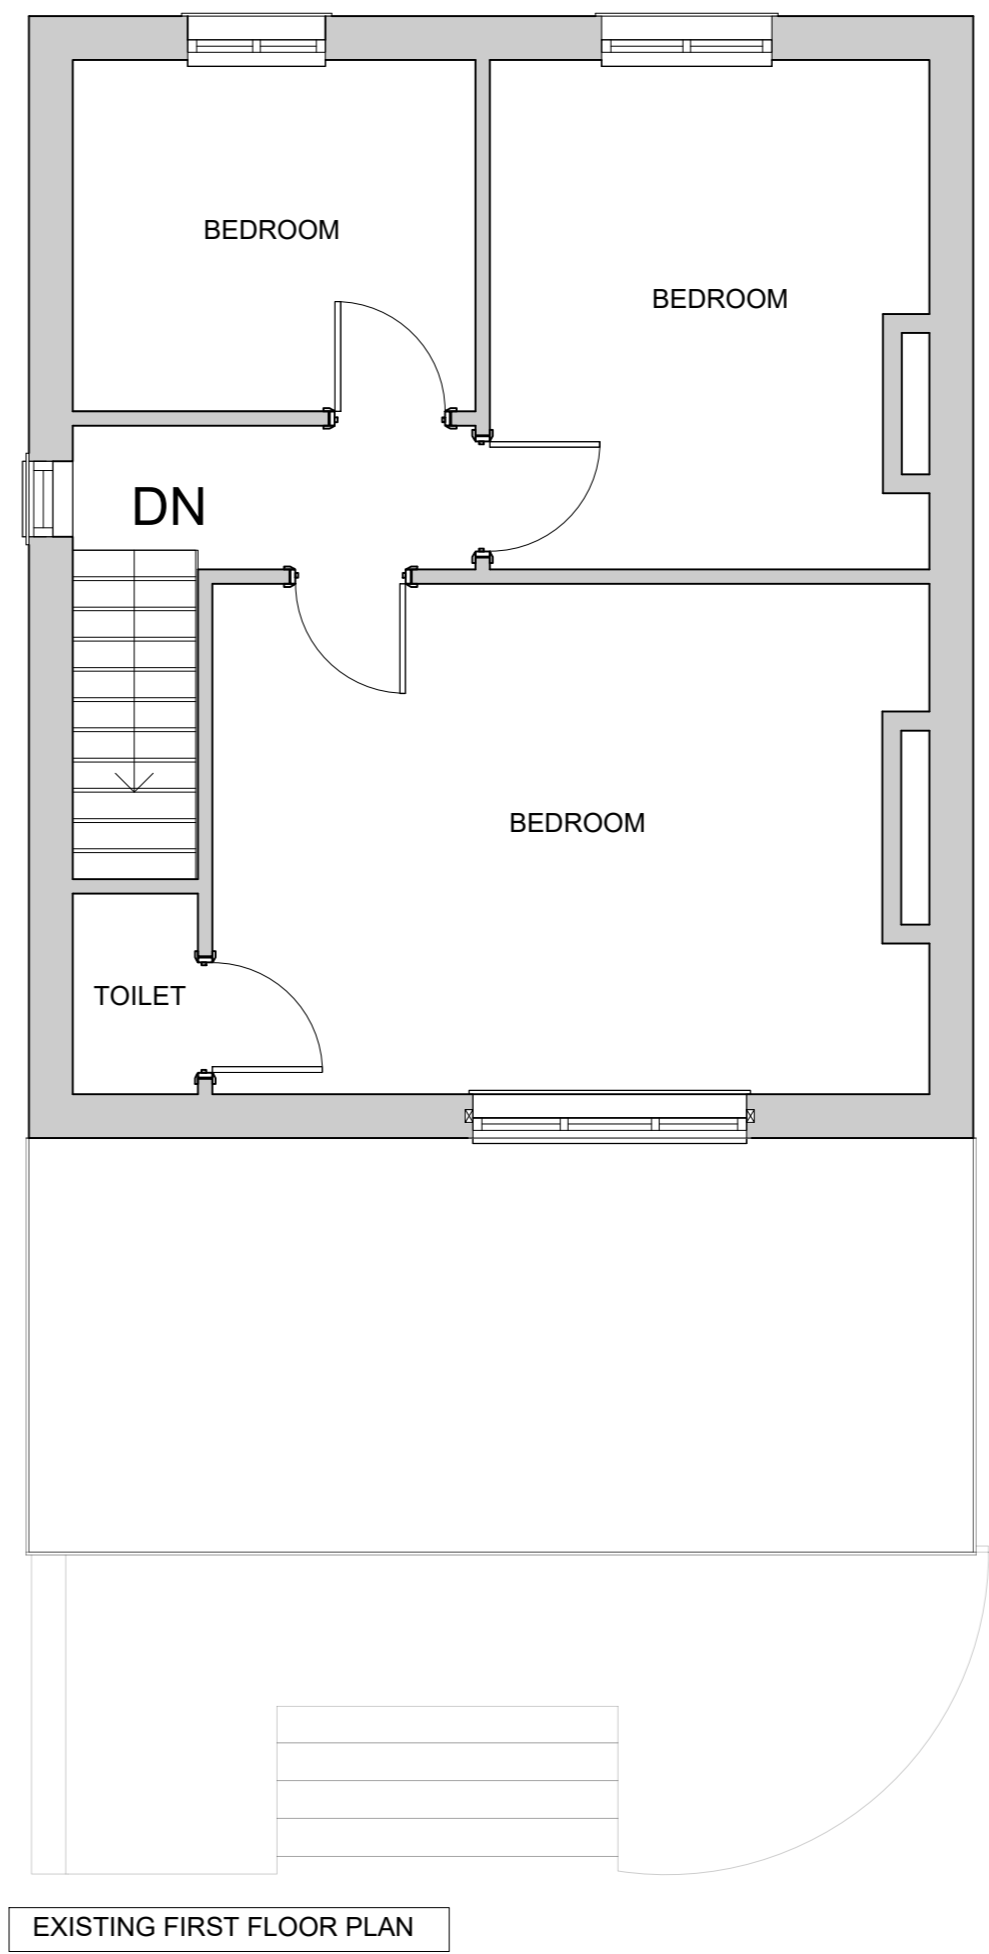 BEDROOM
BEDROOM
DN
BEDROOM
TOILET
EXISTING FIRST FLOOR PLAN